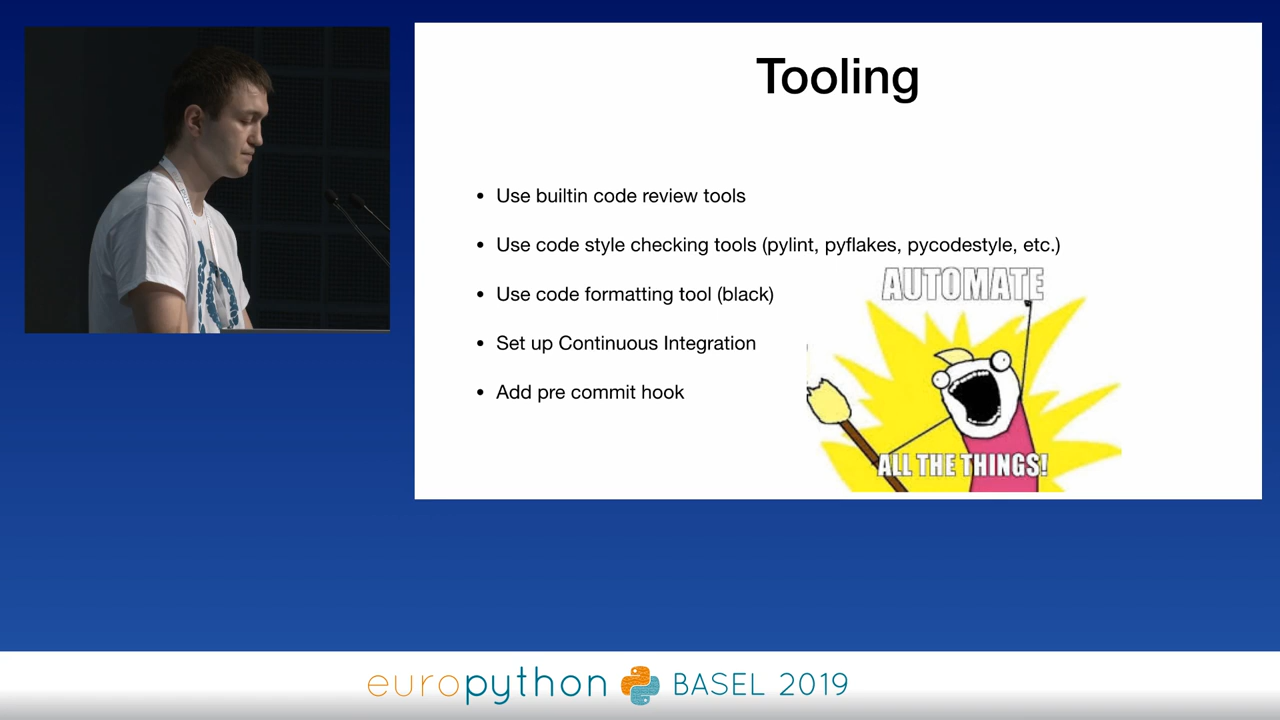 Tooling
• Use builtin code review tools
• Use code style checking tools (pylint, pyflakes, pycodestyle, etc.)
• Use code formatting tool (black)
• Set up Continuous Integration
• Add pre commit hook
AUTOMATE
ALL THE THINGS!
europython BASEL 2019